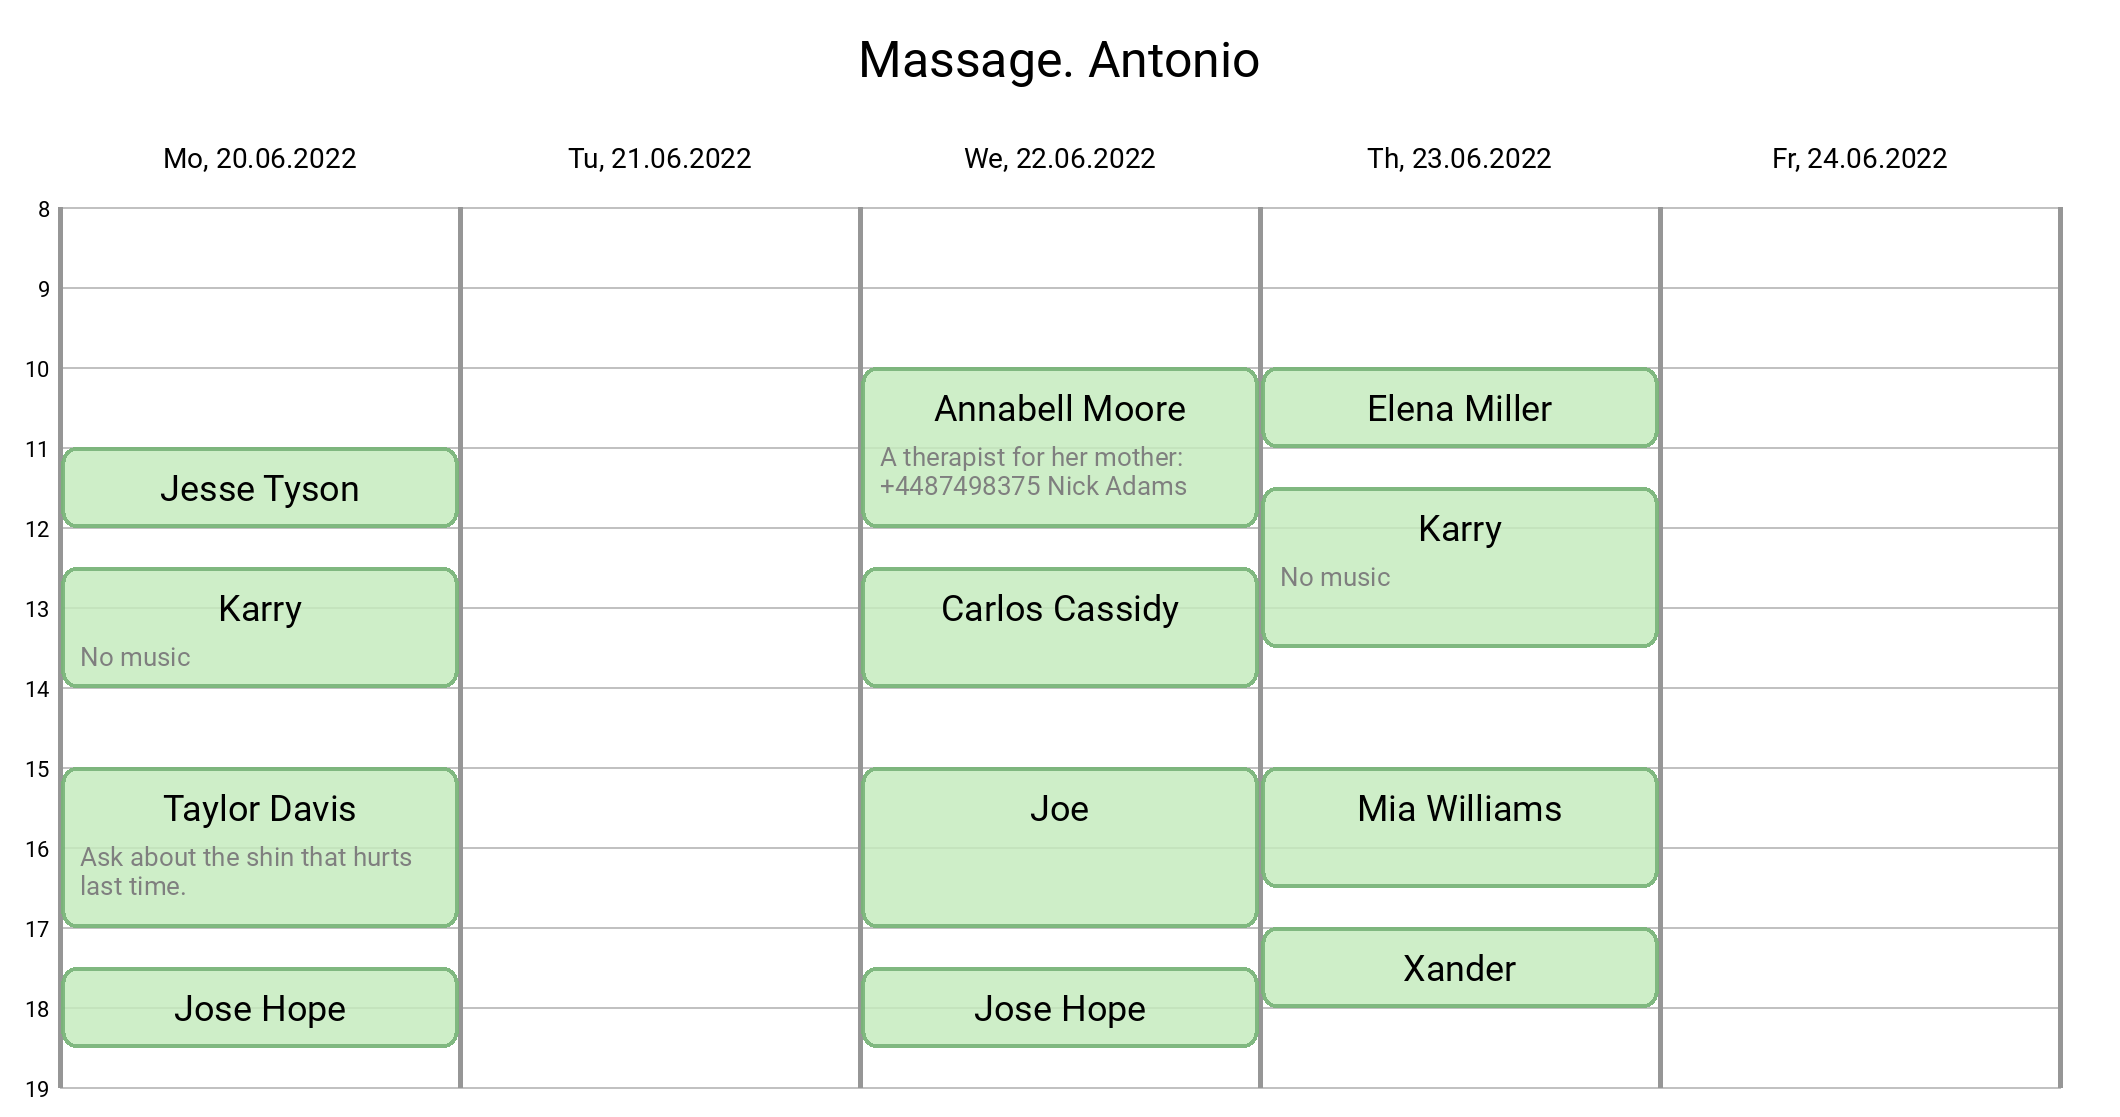 Massage. Antonio
Mo, 20.06.2022
Tu, 21.06.2022
We, 22.06.2022
Th, 23.06.2022
Fr, 24.06.2022
8
9
10
11
12
13
14
15
16
17
18
19
Jesse Tyson
Karry
No music
Taylor Davis
Ask about the shin that hurts
last time.
Jose Hope
Annabell Moore
A therapist for her mother:
+4487498375 Nick Adams
Carlos Cassidy
Joe
Jose Hope
Elena Miller
Karry
No music
Mia Williams
Xander